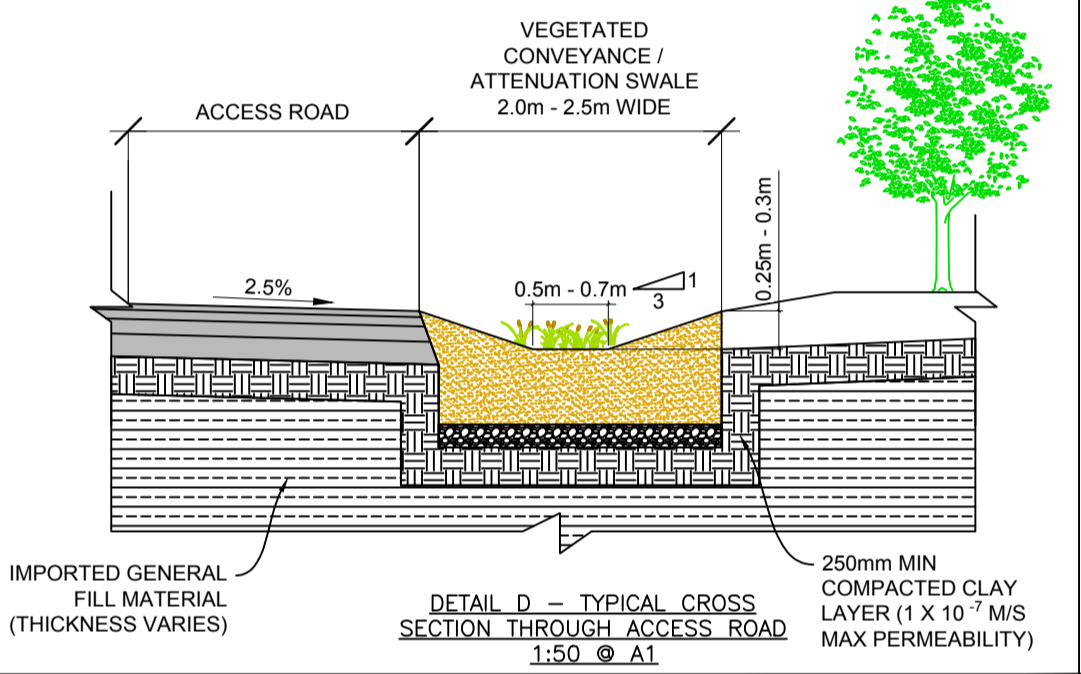 VEGETATED
CONVEYANCE /
ATTENUATION SWALE
2.0m - 2.5m WIDE
ACCESS ROAD
0.25m - 0.3m
2.5%
0.5m - 0.7m
1
3
IMPORTED GENERAL
FILL MATERIAL
(THICKNESS VARIES)
250mm MIN
COMPACTED CLAY
LAYER (1 X 10 -7 M/S
MAX PERMEABILITY)
DETAIL D – TYPICAL CROSS
SECTION THROUGH ACCESS ROAD
1:50 @ A1